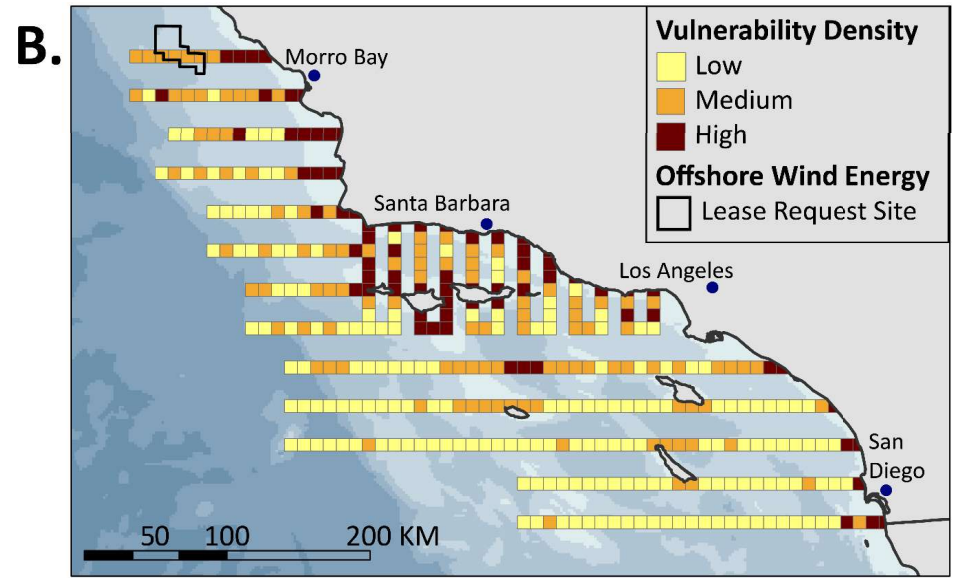 B.
Morro Bay
Santa Barbara
Los Angeles
San
Diego
Vulnerability Density
Low
Medium
High
Offshore Wind Energy
Lease Request Site
50 100 200 KM